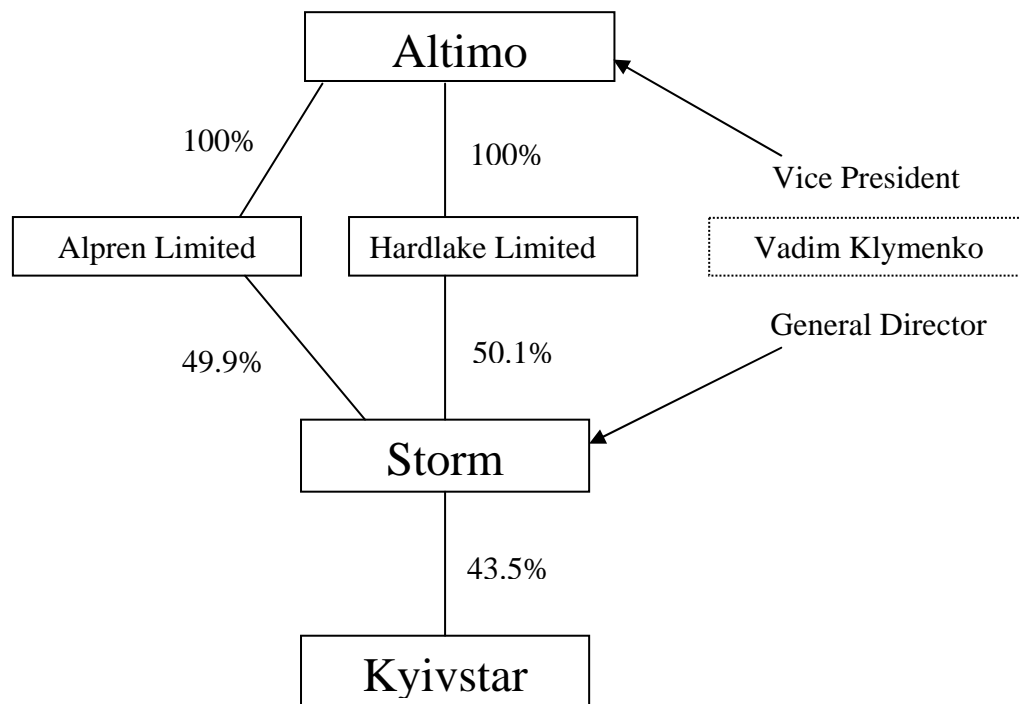 Altimo
100%
100%
Vice President
Alpren Limited
Hardlake Limited
Vadim Klymenko
General Director
49.9%
50.1%
Storm
43.5%
Kyivstar